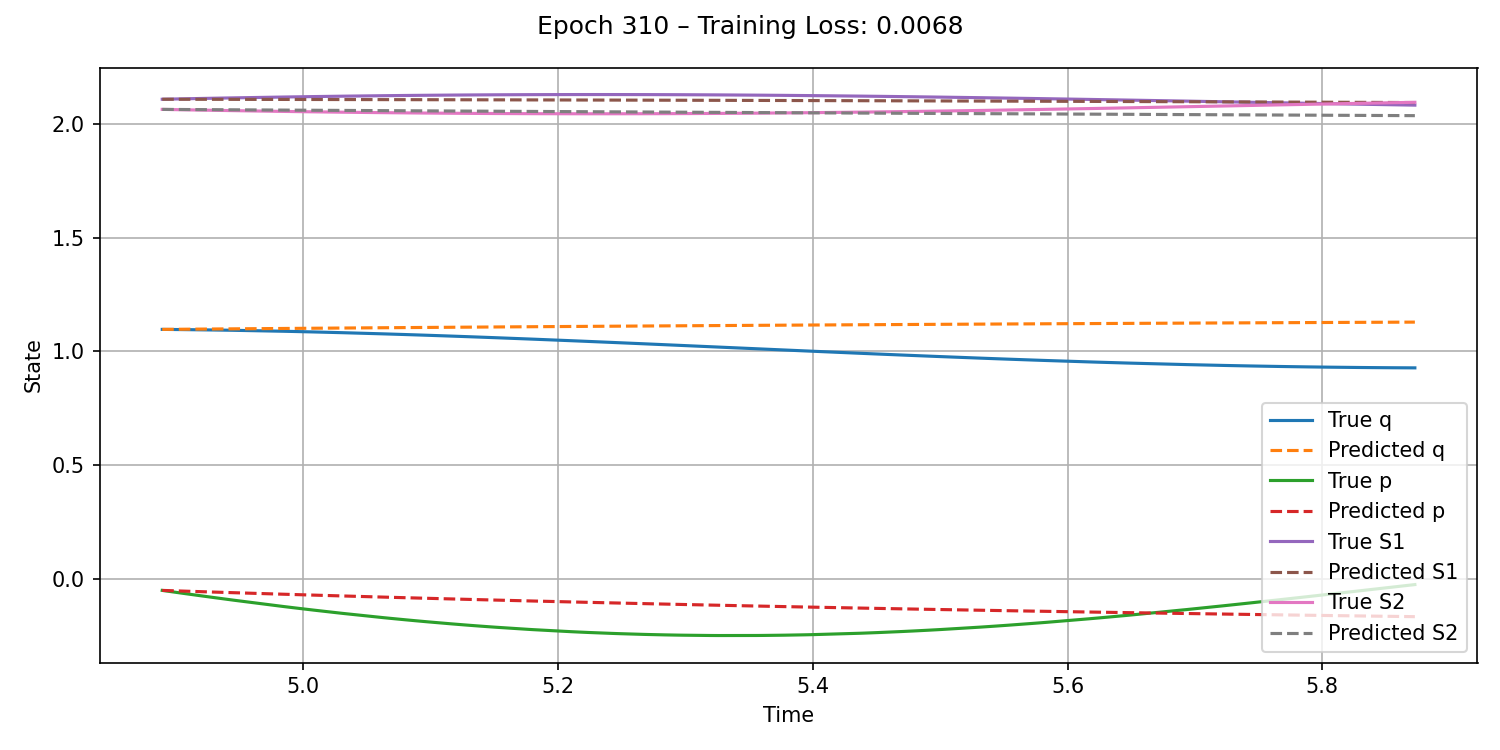 Epoch 310 – Training Loss: 0.0068
2.0
1.5
1.0
0.5
0.0
State
5.0 5.2 5.4 5.6 5.8
Time
True q
Predicted q
True p
Predicted p
True S1
Predicted S1
True S2
Predicted S2